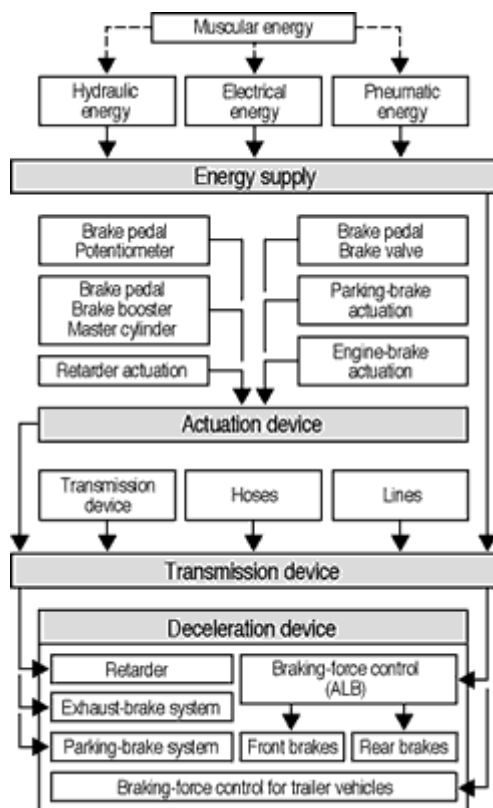 Muscular energy
Hydraulic
energy
Electrical
energy
Pneumatic
energy
Energy supply
Brake pedal
Potentiometer
Brake pedal
Brake valve
Brake pedal
Brake booster
Master cylinder
Parking-brake
actuation
Retarder actuation
Engine-brake
actuation
Actuation device
Transmission
device
Hoses
Lines
Transmission device
Deceleration device
Retarder
Braking-force control
(ALB)
Exhaust-brake system
Parking-brake system
Front brakes
Rear brakes
Braking-force control for trailer vehicles